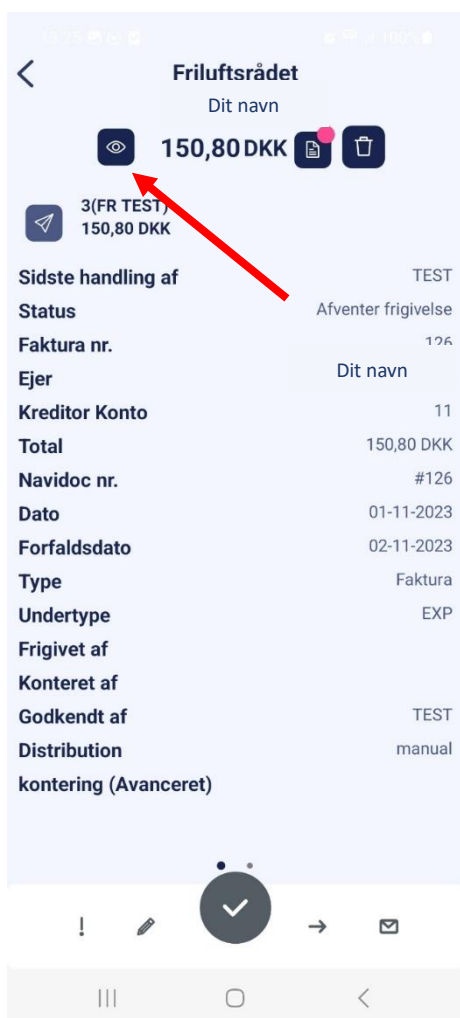 Friluftsrådet
Dit navn
150,80 DKK
3(FR TEST)
150,80 DKK
Sidste handling af TEST
Status Afventer frigivelse
Faktura nr. 126
Ejer Dit navn
Kreditor Konto 11
Total 150,80 DKK
Navidoc nr. #126
Dato 01-11-2023
Forfaldsdato 02-11-2023
Type Faktura
Undertype EXP
Frigivet af
Konteret af
Godkendt af TEST
Distribution manual
kontering (Avanceret)